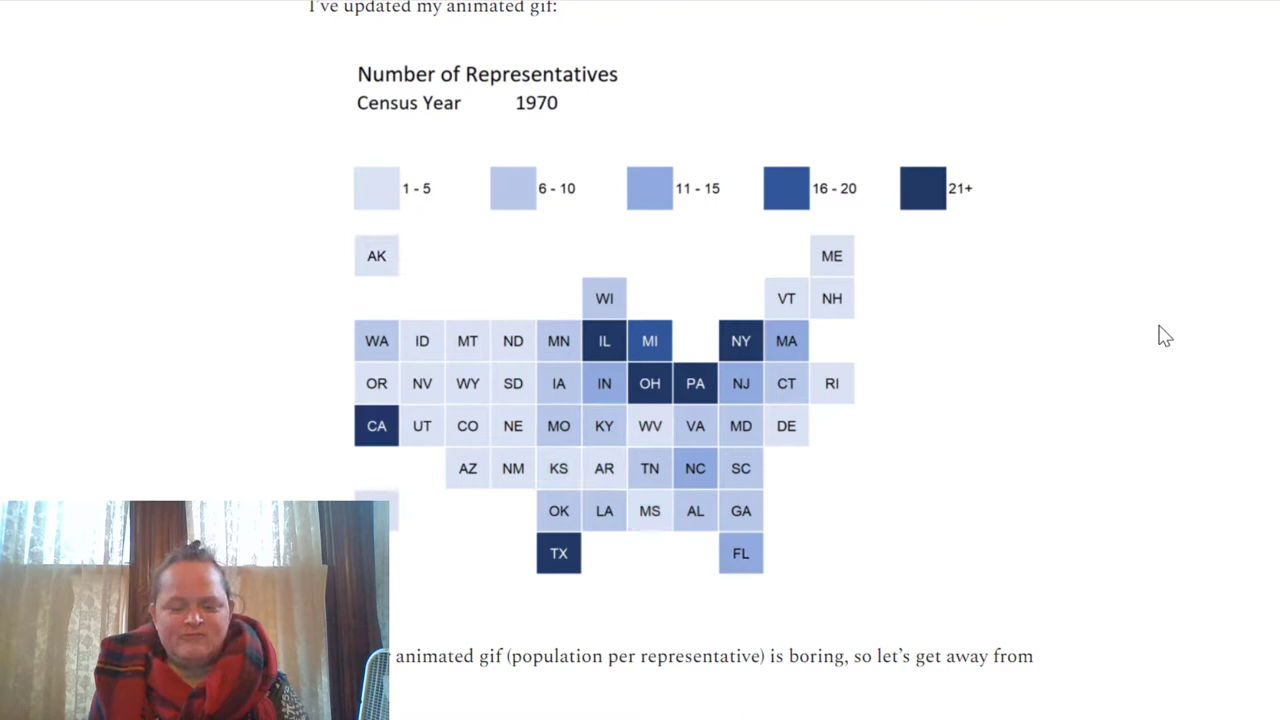 I've updated my animated gif:
Number of Representatives
Census Year 1970
1 - 5 6 - 10 11 - 15 16 - 20 21+
AK ME
WI VT NH
WA ID MT ND MN IL MI NY MA
OR NV WY SD IA IN OH PA NJ CT RI
CA UT CO NE MO KY WV VA MD DE
AZ NM KS AR TN NC SC
OK LA MS AL GA
TX FL
animated gif (population per representative) is boring, so let's get away from